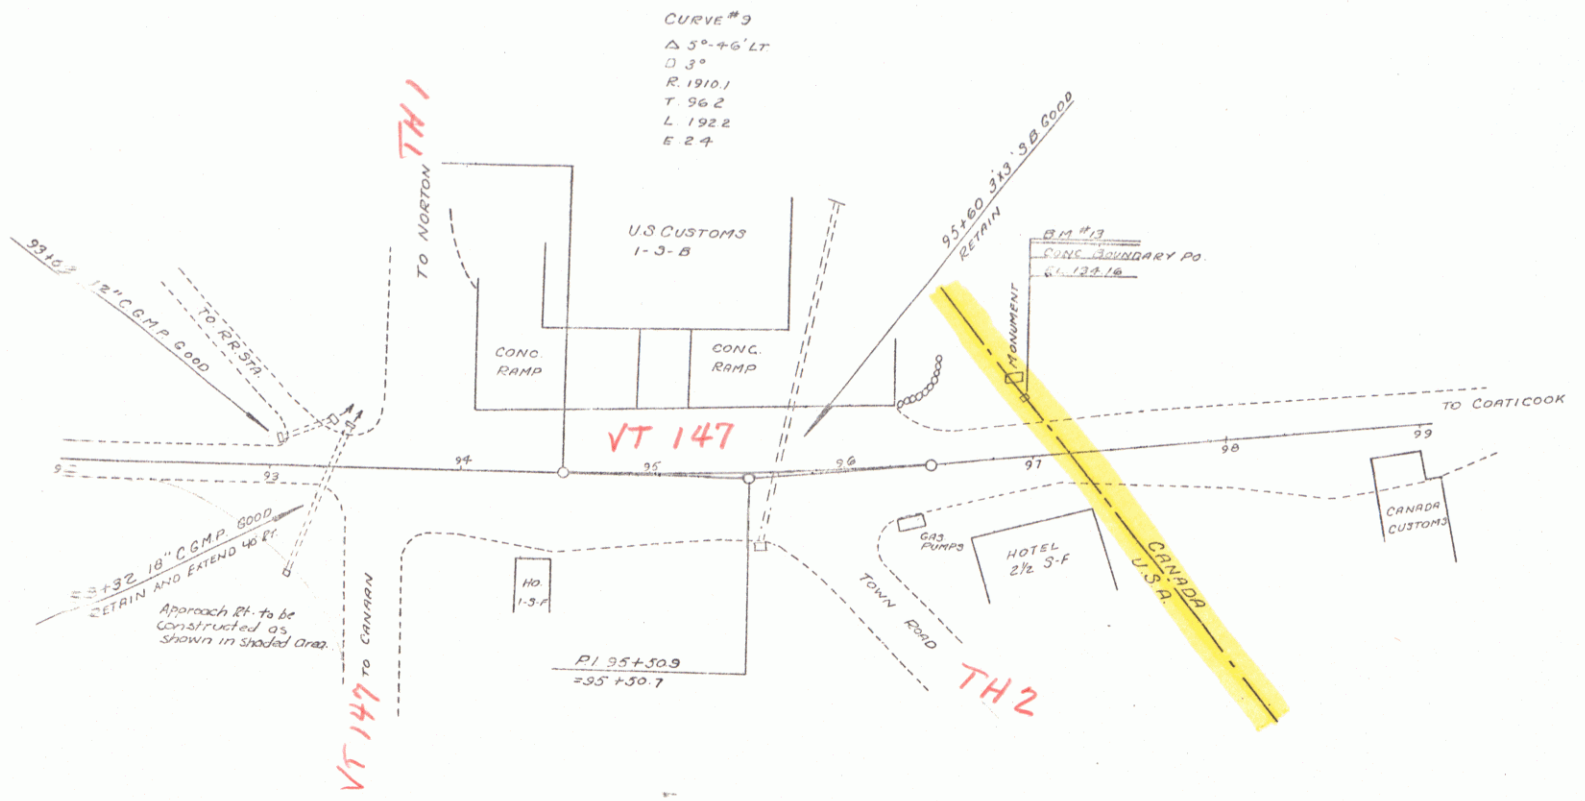 CURVE #9
Δ 5°-46' LT
D 3°
R. 1910.1
T. 96.2
L. 192.2
E. 2.4
TH 1
TO NORTON
U.S CUSTOMS
1-S-B
95+60 3'x3' S.B. GOOD
RETAIN
B.M #13
CONC BOUNDARY PO.
EL. 134.16
MONUMENT
12" C.G.M.P. GOOD
TO R.R.STA.
CONC.
RAMP
CONC.
RAMP
VT 147
TO COATICOOK
93
94
95
96
97
98
99
18" C.G.M.P. GOOD
RETAIN AND EXTEND 40' Rt.
Approach Rt. to be
constructed as
shown in shaded area.
TO CANAAN
VT 147
HO.
1-S-F
P.I 95+50.9
=95+50.7
GAS
PUMPS
HOTEL
2½ S-F
TOWN ROAD
TH 2
CANADA
U.S.A.
CANADA
CUSTOMS